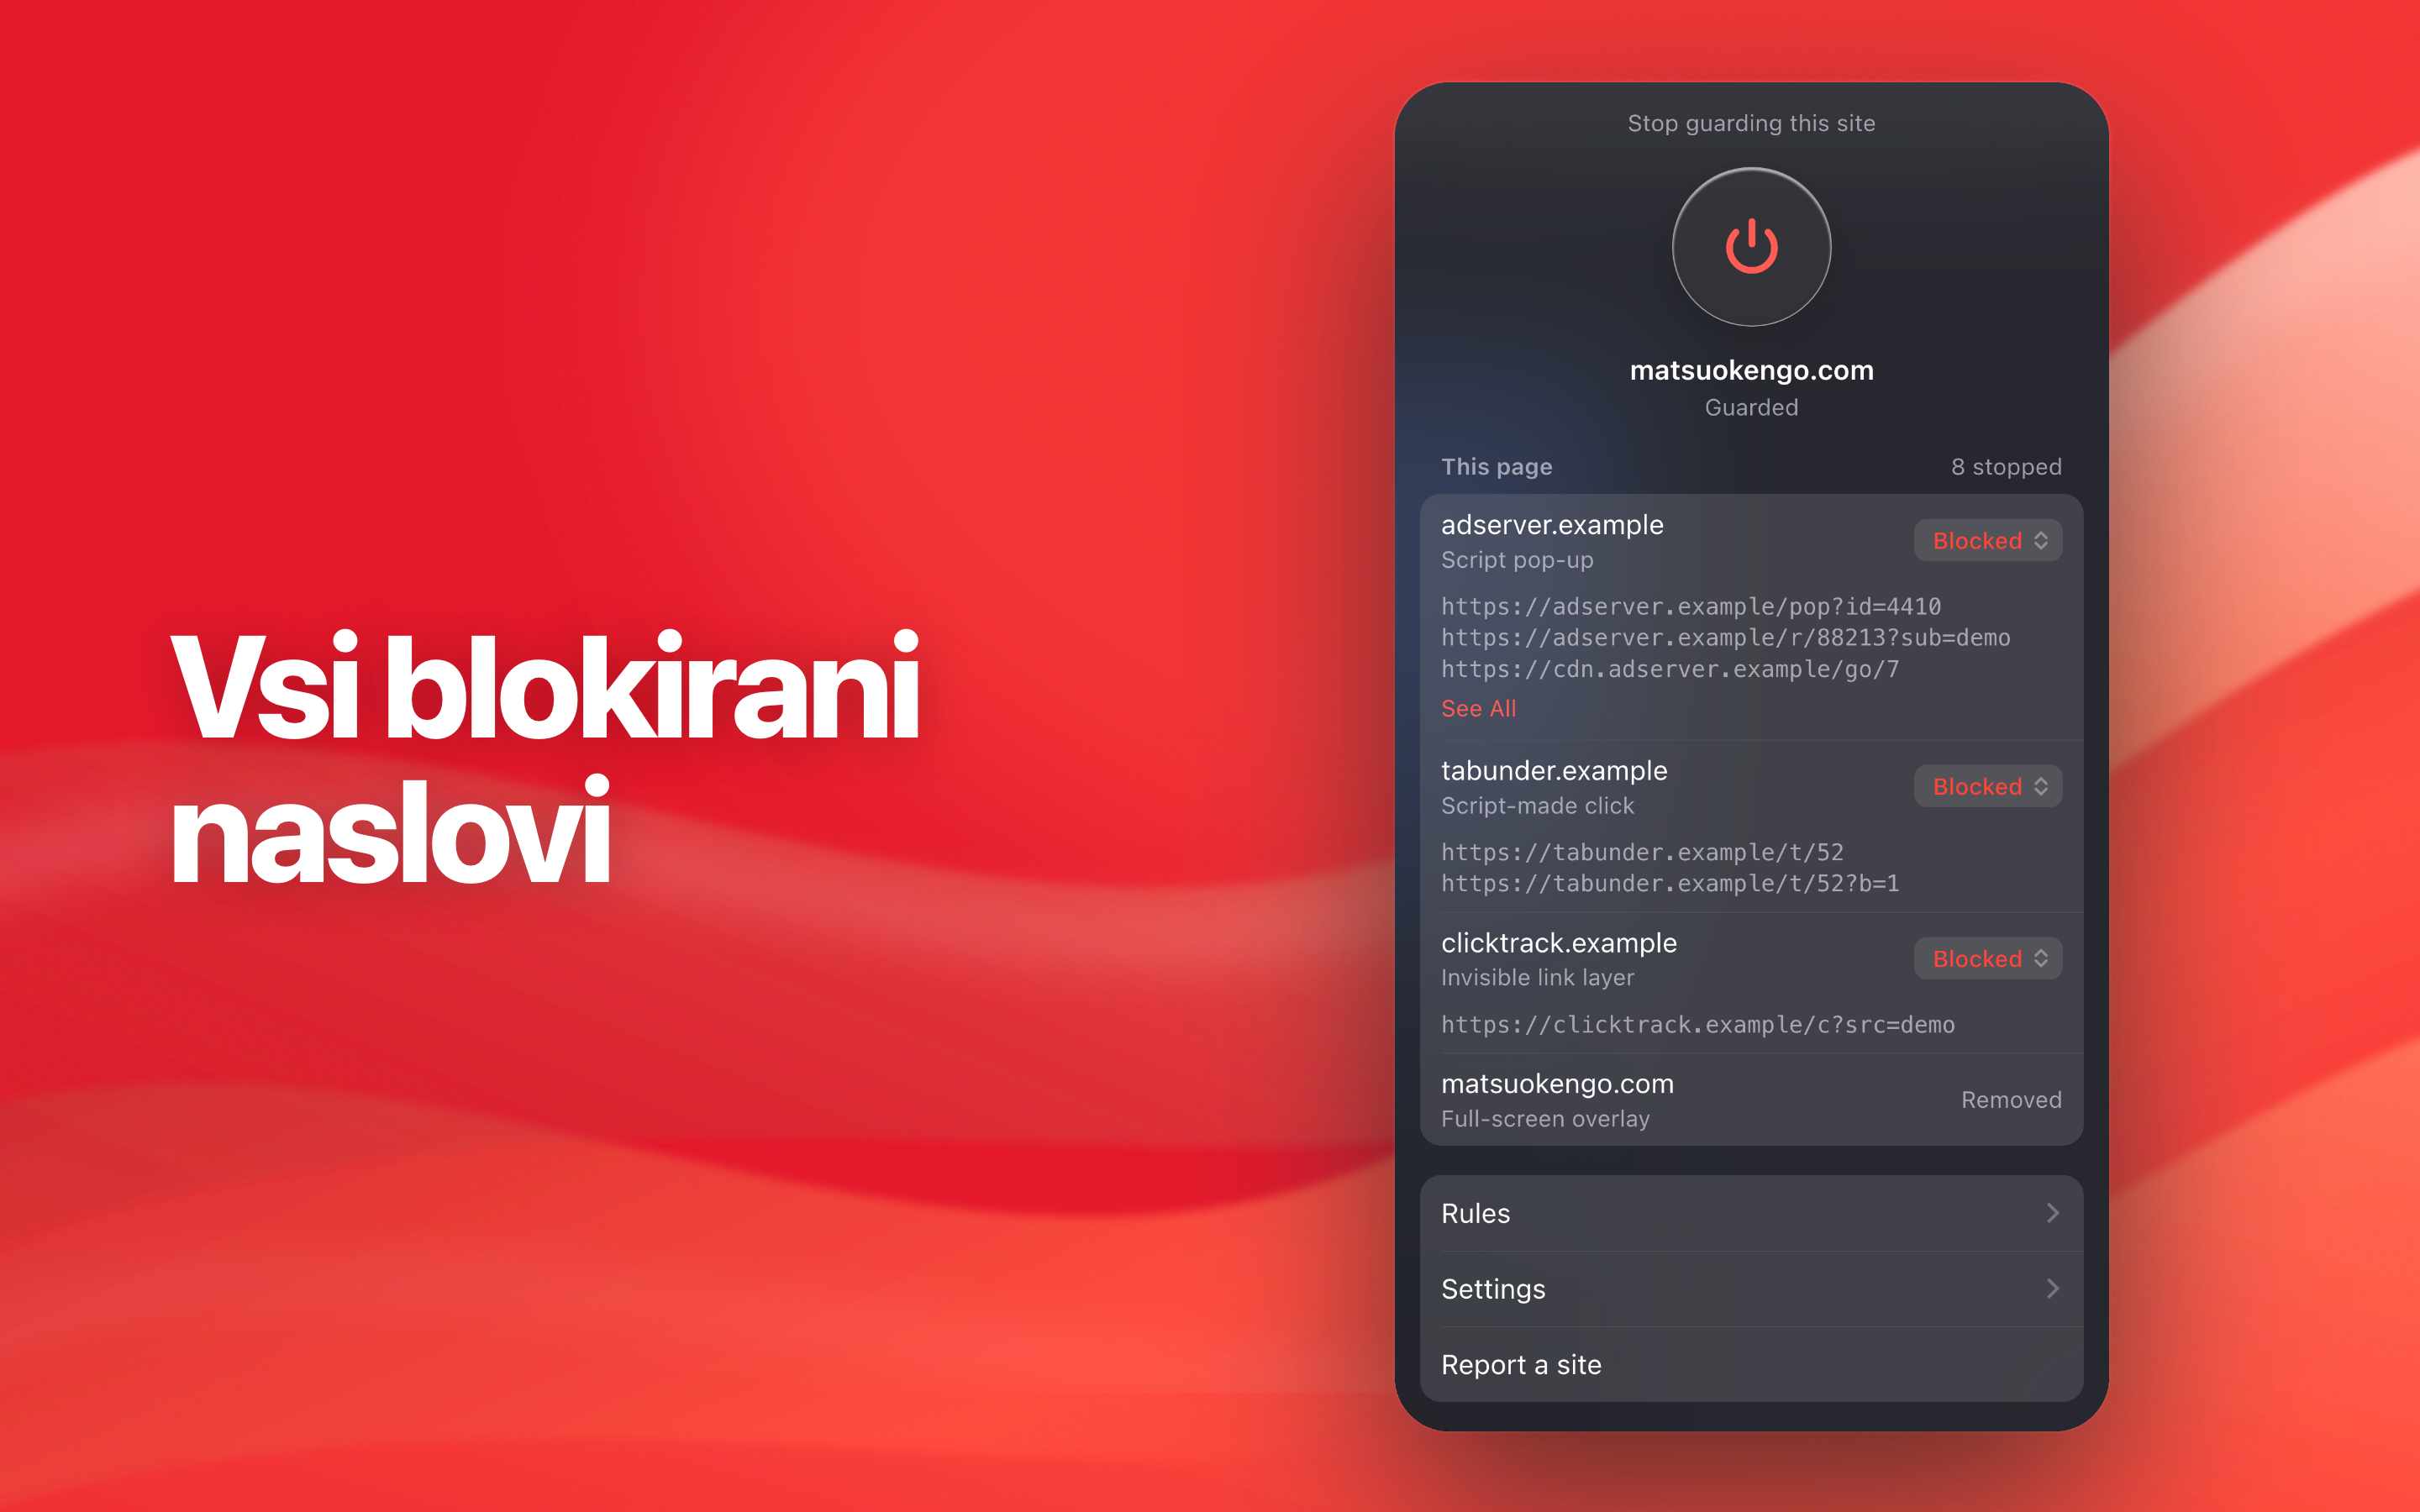 Vsi blokirani
naslovi
Stop guarding this site
matsuokengo.com
Guarded
This page
8 stopped
adserver.example
Script pop-up
Blocked
https://adserver.example/pop?id=4410
https://adserver.example/r/88213?sub=demo
https://cdn.adserver.example/go/7
See All
tabunder.example
Script-made click
Blocked
https://tabunder.example/t/52
https://tabunder.example/t/52?b=1
clicktrack.example
Invisible link layer
Blocked
https://clicktrack.example/c?src=demo
matsuokengo.com
Full-screen overlay
Removed
Rules
Settings
Report a site